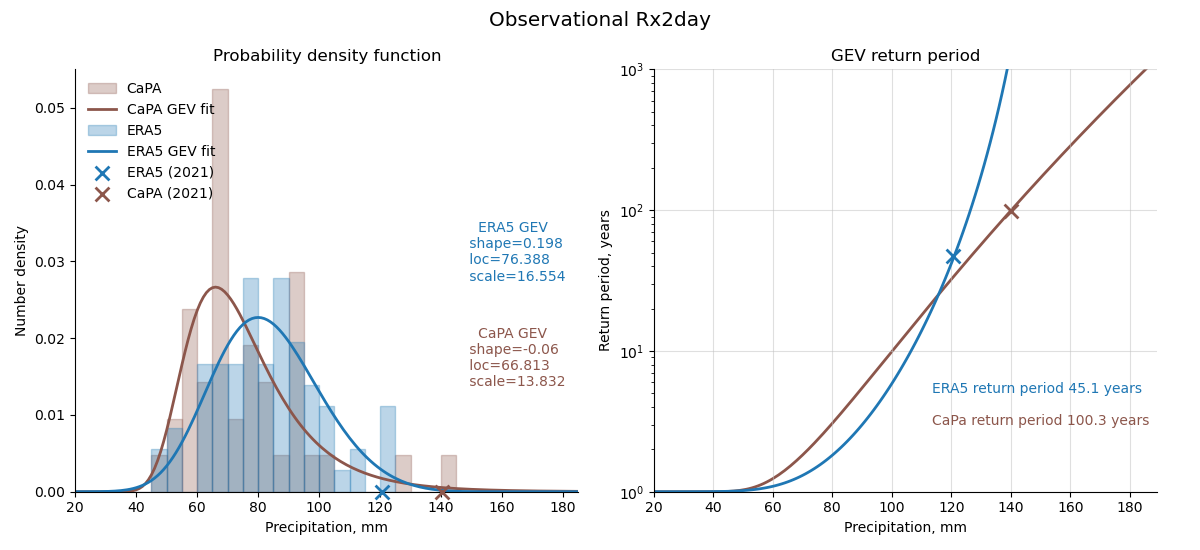 Observational Rx2day
Probability density function
CaPA
CaPA GEV fit
ERA5
ERA5 GEV fit
ERA5 (2021)
CaPA (2021)
ERA5 GEV
shape=0.198
loc=76.388
scale=16.554
CaPA GEV
shape=-0.06
loc=66.813
scale=13.832
Number density
0.05
0.04
0.03
0.02
0.01
0.00
20 40 60 80 100 120 140 160 180
Precipitation, mm
GEV return period
Return period, years
10³
10²
10¹
10⁰
ERA5 return period 45.1 years
CaPa return period 100.3 years
20 40 60 80 100 120 140 160 180
Precipitation, mm